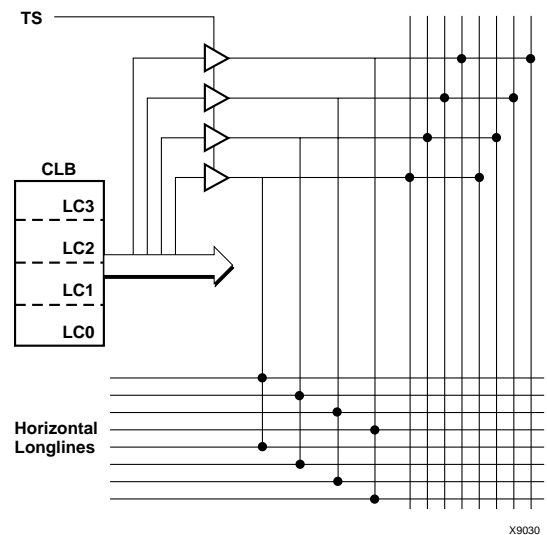 TS
CLB
LC3
LC2
LC1
LC0
Horizontal
Longlines
X9030